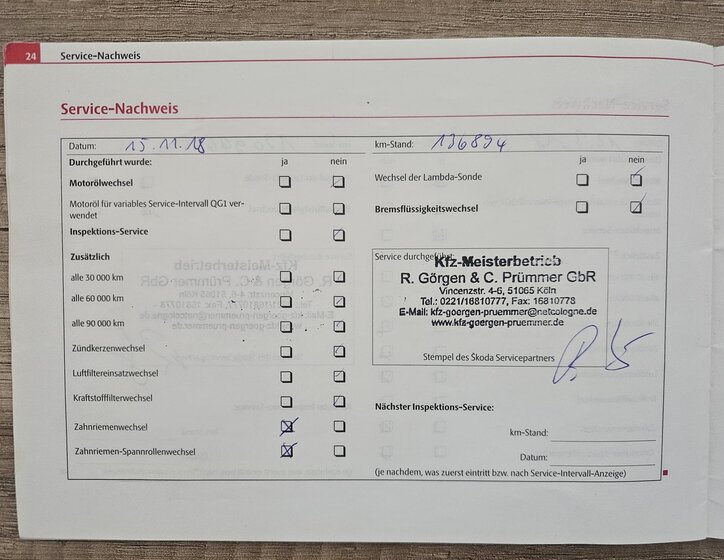 24 Service-Nachweis
Service-Nachweis
Datum: 15.11.18
km-Stand: 136894
Durchgeführt wurde: ja nein
ja nein
Motorölwechsel
Wechsel der Lambda-Sonde
Motoröl für variables Service-Intervall QG1 ver-
wendet
Bremsflüssigkeitswechsel
Inspektions-Service
Zusätzlich
alle 30 000 km
alle 60 000 km
alle 90 000 km
Zündkerzenwechsel
Luftfiltereinsatzwechsel
Kraftstofffilterwechsel
Zahnriemenwechsel
Zahnriemen-Spannrollenwechsel
Service durchgeführt:
Kfz-Meisterbetrieb
R. Görgen & C. Prümmer GbR
Vincenzstr. 4-6, 51065 Köln
Tel.: 0221/16810777, Fax: 16810778
E-Mail: kfz-goergen-pruemmer@netcologne.de
www.kfz-goergen-pruemmer.de
Stempel des Škoda Servicepartners
Nächster Inspektions-Service:
km-Stand:
Datum:
(je nachdem, was zuerst eintritt bzw. nach Service-Intervall-Anzeige)